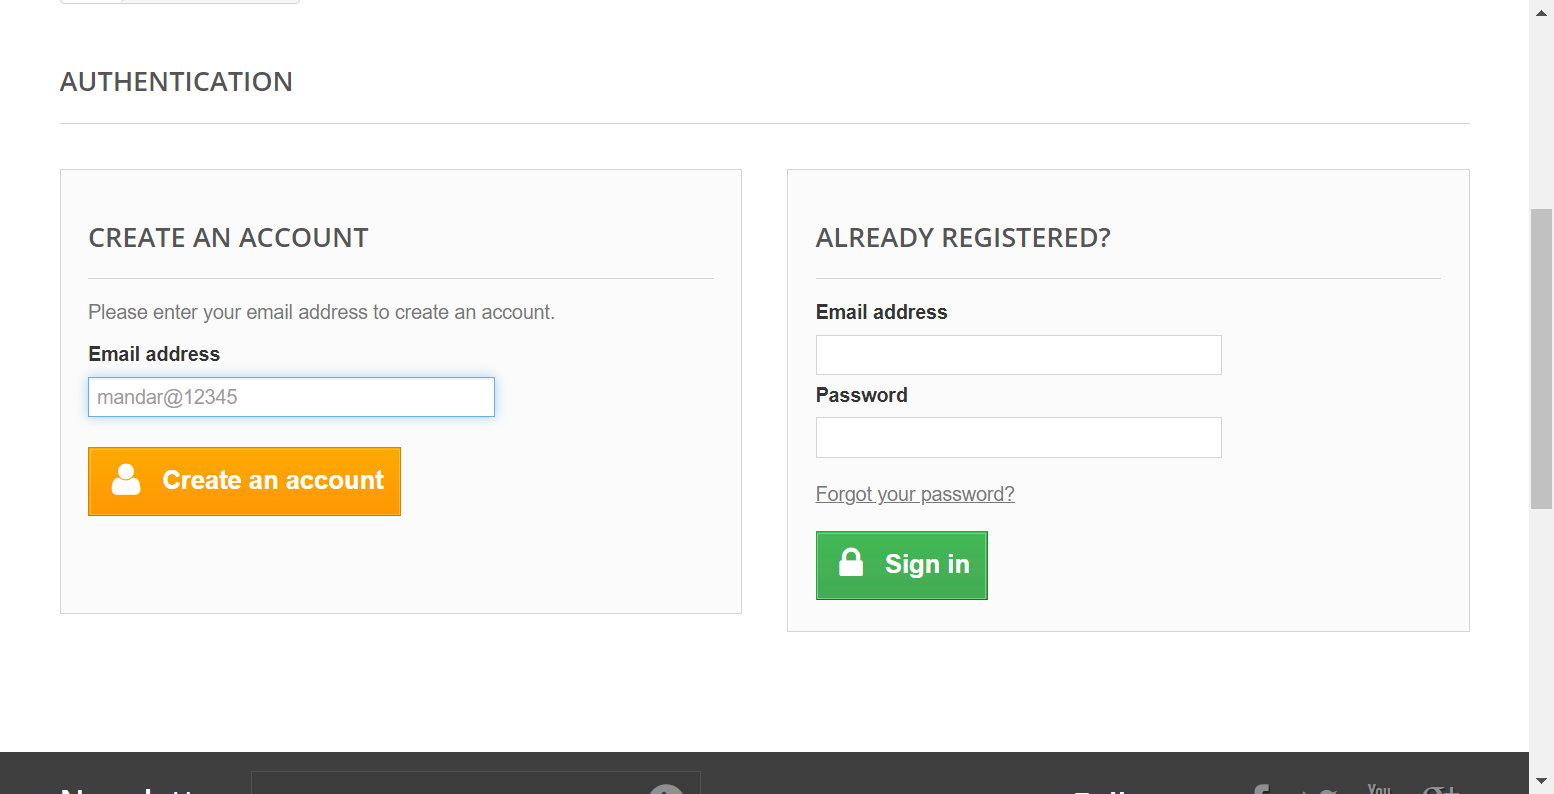 AUTHENTICATION
CREATE AN ACCOUNT
Please enter your email address to create an account.
Email address
mandar@12345
Create an account
ALREADY REGISTERED?
Email address
Password
Forgot your password?
Sign in
You